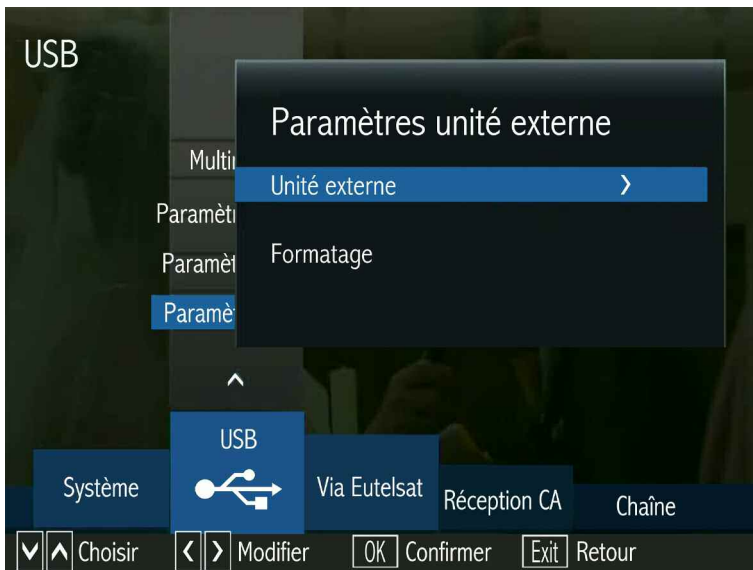 USB
Paramètres unité externe
Unité externe
Formatage
USB
Système
Via Eutelsat
Réception CA
Chaîne
Choisir
Modifier
OK Confirmer
Exit Retour